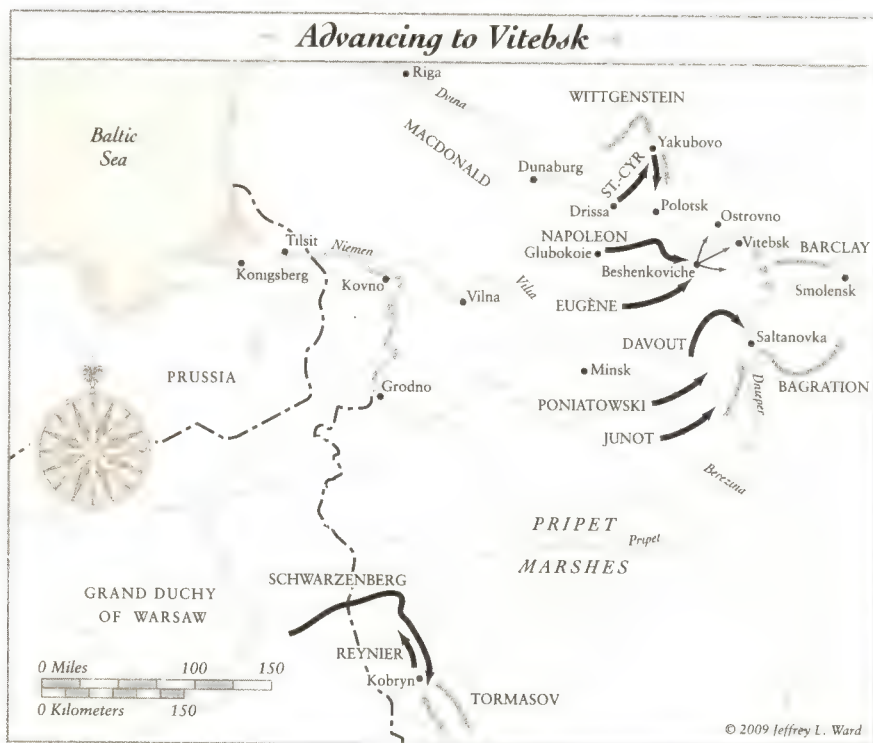 Advancing to Vitebsk
Riga
Dvina
WITTGENSTEIN
Baltic
Sea
MACDONALD
Yakubovo
Dunaburg
ST.-CYR
Drissa
Polotsk
Ostrovno
NAPOLEON
Vitebsk
BARCLAY
Tilsit
Niemen
Glubokoie
Beshenkoviche
Konigsberg
Kovno
Smolensk
Vilna
Vilia
EUGÈNE
DAVOUT
Saltanovka
PRUSSIA
Minsk
Grodno
Dnieper
BAGRATION
PONIATOWSKI
JUNOT
Berezina
PRIPET
Pripet
MARSHES
SCHWARZENBERG
GRAND DUCHY
OF WARSAW
REYNIER
0 Miles 100 150
Kobryn
TORMASOV
0 Kilometers 150
© 2009 Jeffrey L. Ward